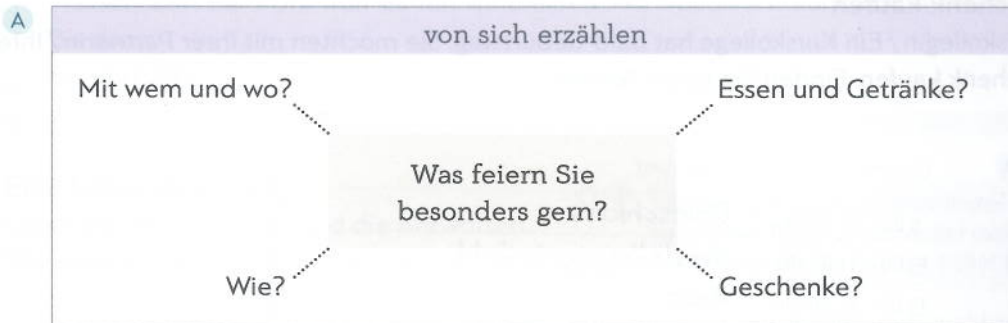 A
von sich erzählen
Mit wem und wo?
Essen und Getränke?
Was feiern Sie
besonders gern?
Wie?
Geschenke?